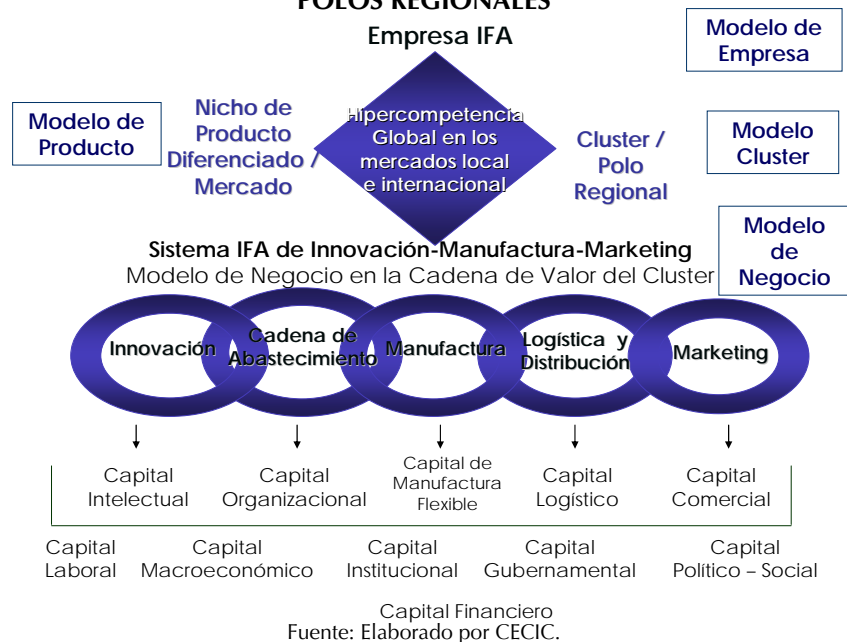 POLOS REGIONALES
Empresa IFA
Modelo de
Empresa
Modelo de
Producto
Nicho de
Producto
Diferenciado /
Mercado
Hipercompetencia
Global en los
mercados local
e internacional
Cluster /
Polo
Regional
Modelo
Cluster
Modelo
de
Negocio
Sistema IFA de Innovación-Manufactura-Marketing
Modelo de Negocio en la Cadena de Valor del Cluster
Innovación
Cadena de
Abastecimiento
Manufactura
Logística y
Distribución
Marketing
Capital
Intelectual
Capital
Organizacional
Capital de
Manufactura
Flexible
Capital
Logístico
Capital
Comercial
Capital
Laboral
Capital
Macroeconómico
Capital
Institucional
Capital
Gubernamental
Capital
Político – Social
Capital Financiero
Fuente: Elaborado por CECIC.